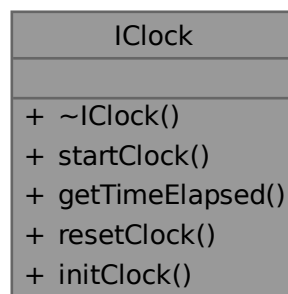 IClock
+ ~IClock()
+ startClock()
+ getTimeElapsed()
+ resetClock()
+ initClock()